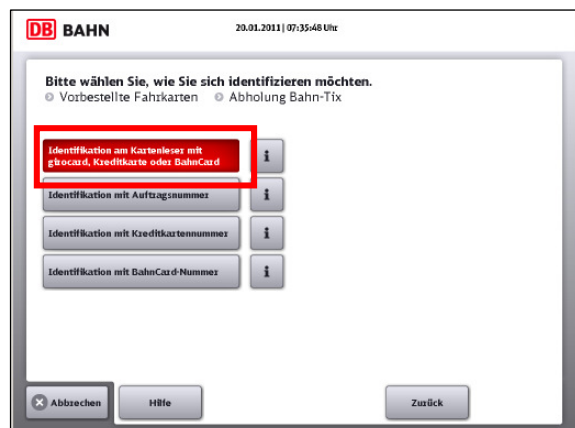 DB BAHN
20.01.2011 | 07:35:48 Uhr
Bitte wählen Sie, wie Sie sich identifizieren möchten.
Vorbestellte Fahrkarten Abholung Bahn-Tix
Identifikation am Kartenleser mit
girocard, Kreditkarte oder BahnCard
i
Identifikation mit Auftragsnummer
i
Identifikation mit Kreditkartennummer
i
Identifikation mit BahnCard-Nummer
i
Abbrechen
Hilfe
Zurück